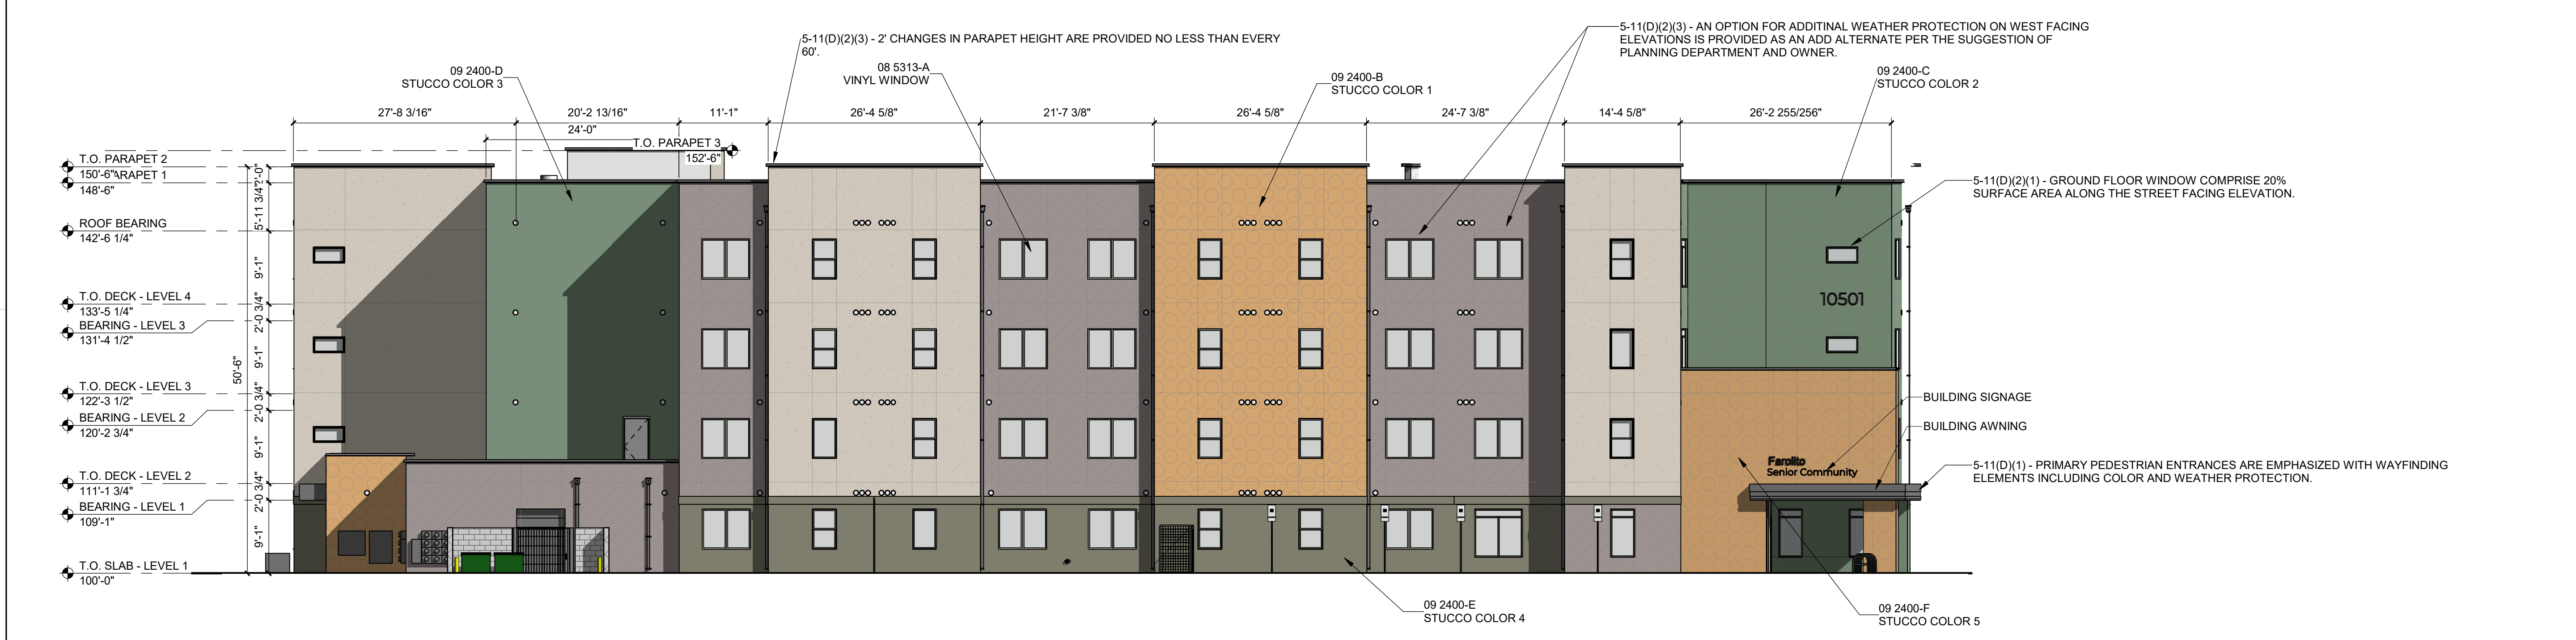 5-11(D)(2)(3) - 2' CHANGES IN PARAPET HEIGHT ARE PROVIDED NO LESS THAN EVERY
60'.
5-11(D)(2)(3) - AN OPTION FOR ADDITINAL WEATHER PROTECTION ON WEST FACING
ELEVATIONS IS PROVIDED AS AN ADD ALTERNATE PER THE SUGGESTION OF
PLANNING DEPARTMENT AND OWNER.
09 2400-D
STUCCO COLOR 3
08 5313-A
VINYL WINDOW
09 2400-B
STUCCO COLOR 1
09 2400-C
STUCCO COLOR 2
27'-8 3/16"
20'-2 13/16"
11'-1"
26'-4 5/8"
21'-7 3/8"
26'-4 5/8"
24'-7 3/8"
14'-4 5/8"
26'-2 255/256"
24'-0"
T.O. PARAPET 3
152'-6"
T.O. PARAPET 2
150'-6"
ARAPET 1
148'-6"
2'-0"
5'-11 3/4"
ROOF BEARING
142'-6 1/4"
9'-1"
T.O. DECK - LEVEL 4
133'-5 1/4"
2'-0 3/4"
BEARING - LEVEL 3
131'-4 1/2"
9'-1"
50'-6"
T.O. DECK - LEVEL 3
122'-3 1/2"
2'-0 3/4"
BEARING - LEVEL 2
120'-2 3/4"
9'-1"
T.O. DECK - LEVEL 2
111'-1 3/4"
2'-0 3/4"
BEARING - LEVEL 1
109'-1"
9'-1"
T.O. SLAB - LEVEL 1
100'-0"
5-11(D)(2)(1) - GROUND FLOOR WINDOW COMPRISE 20%
SURFACE AREA ALONG THE STREET FACING ELEVATION.
10501
BUILDING SIGNAGE
BUILDING AWNING
Farolito
Senior Community
5-11(D)(1) - PRIMARY PEDESTRIAN ENTRANCES ARE EMPHASIZED WITH WAYFINDING
ELEMENTS INCLUDING COLOR AND WEATHER PROTECTION.
09 2400-E
STUCCO COLOR 4
09 2400-F
STUCCO COLOR 5